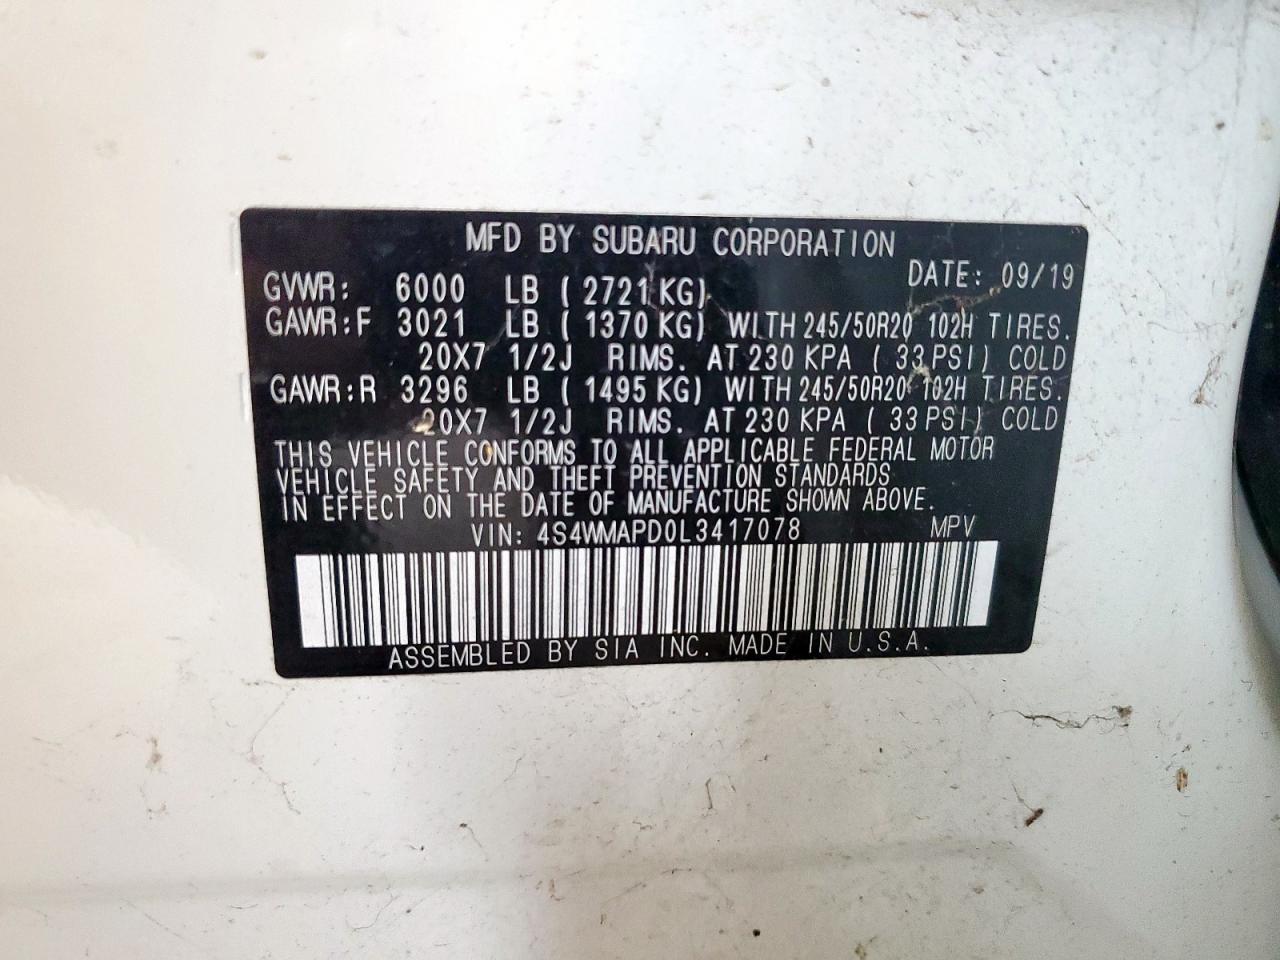 MFD BY SUBARU CORPORATION
DATE: 09/19
GVWR: 6000 LB ( 2721 KG)
GAWR:F 3021 LB ( 1370 KG) WITH 245/50R20 102H TIRES.
20X7 1/2J RIMS. AT 230 KPA ( 33 PSI) COLD
GAWR:R 3296 LB ( 1495 KG) WITH 245/50R20 102H TIRES.
20X7 1/2J RIMS. AT 230 KPA ( 33 PSI) COLD
THIS VEHICLE CONFORMS TO ALL APPLICABLE FEDERAL MOTOR
VEHICLE SAFETY AND THEFT PREVENTION STANDARDS
IN EFFECT ON THE DATE OF MANUFACTURE SHOWN ABOVE.
VIN: 4S4WMAPD0L3417078 MPV
ASSEMBLED BY SIA INC. MADE IN U.S.A.